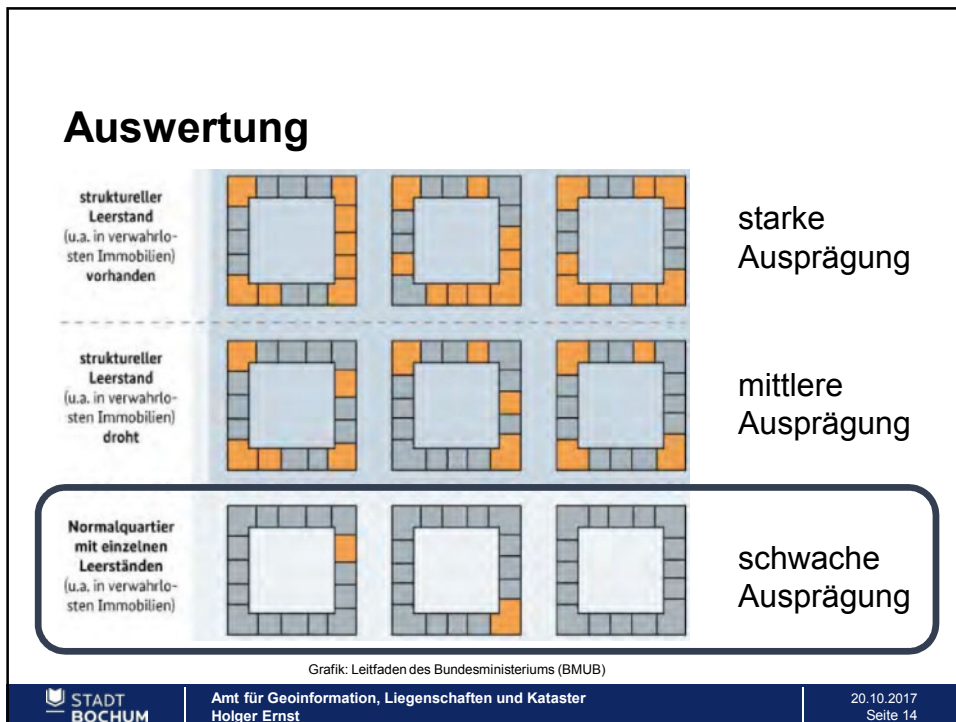 Auswertung
struktureller
Leerstand
(u.a. in verwahrlo-
sten Immobilien)
vorhanden
starke
Ausprägung
struktureller
Leerstand
(u.a. in verwahrlo-
sten Immobilien)
droht
mittlere
Ausprägung
Normalquartier
mit einzelnen
Leerständen
(u.a. in verwahrlo-
sten Immobilien)
schwache
Ausprägung
Grafik: Leitfaden des Bundesministeriums (BMUB)
STADT
BOCHUM
Amt für Geoinformation, Liegenschaften und Kataster
Holger Ernst
20.10.2017
Seite 14